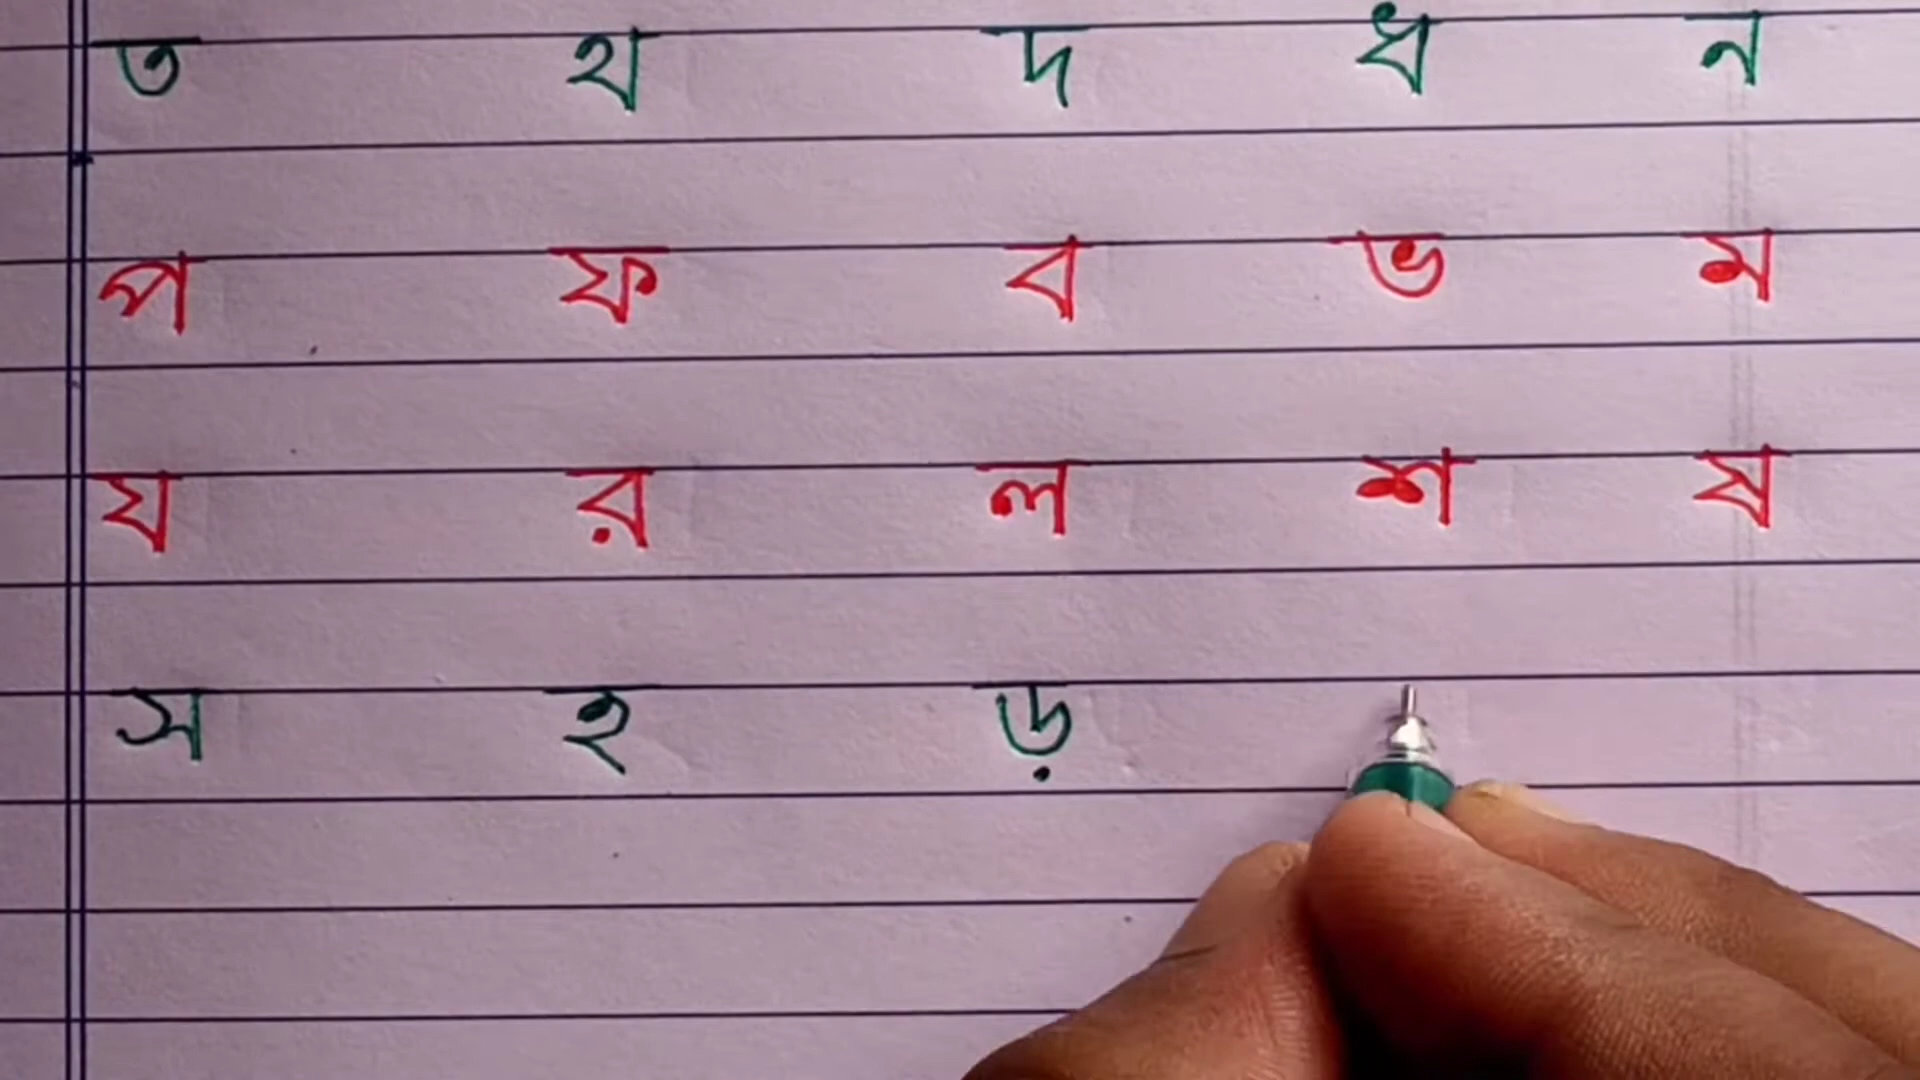 ত থ দ ধ ন
প ফ ব ভ ম
য র ল শ ষ
স হ ড়